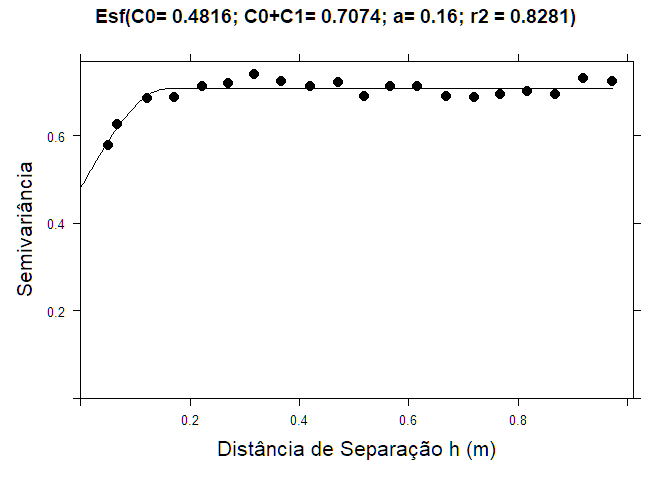 Esf(C0= 0.4816; C0+C1= 0.7074; a= 0.16; r2 = 0.8281)
0.6
0.4
0.2
Semivariância
0.2 0.4 0.6 0.8
Distância de Separação h (m)